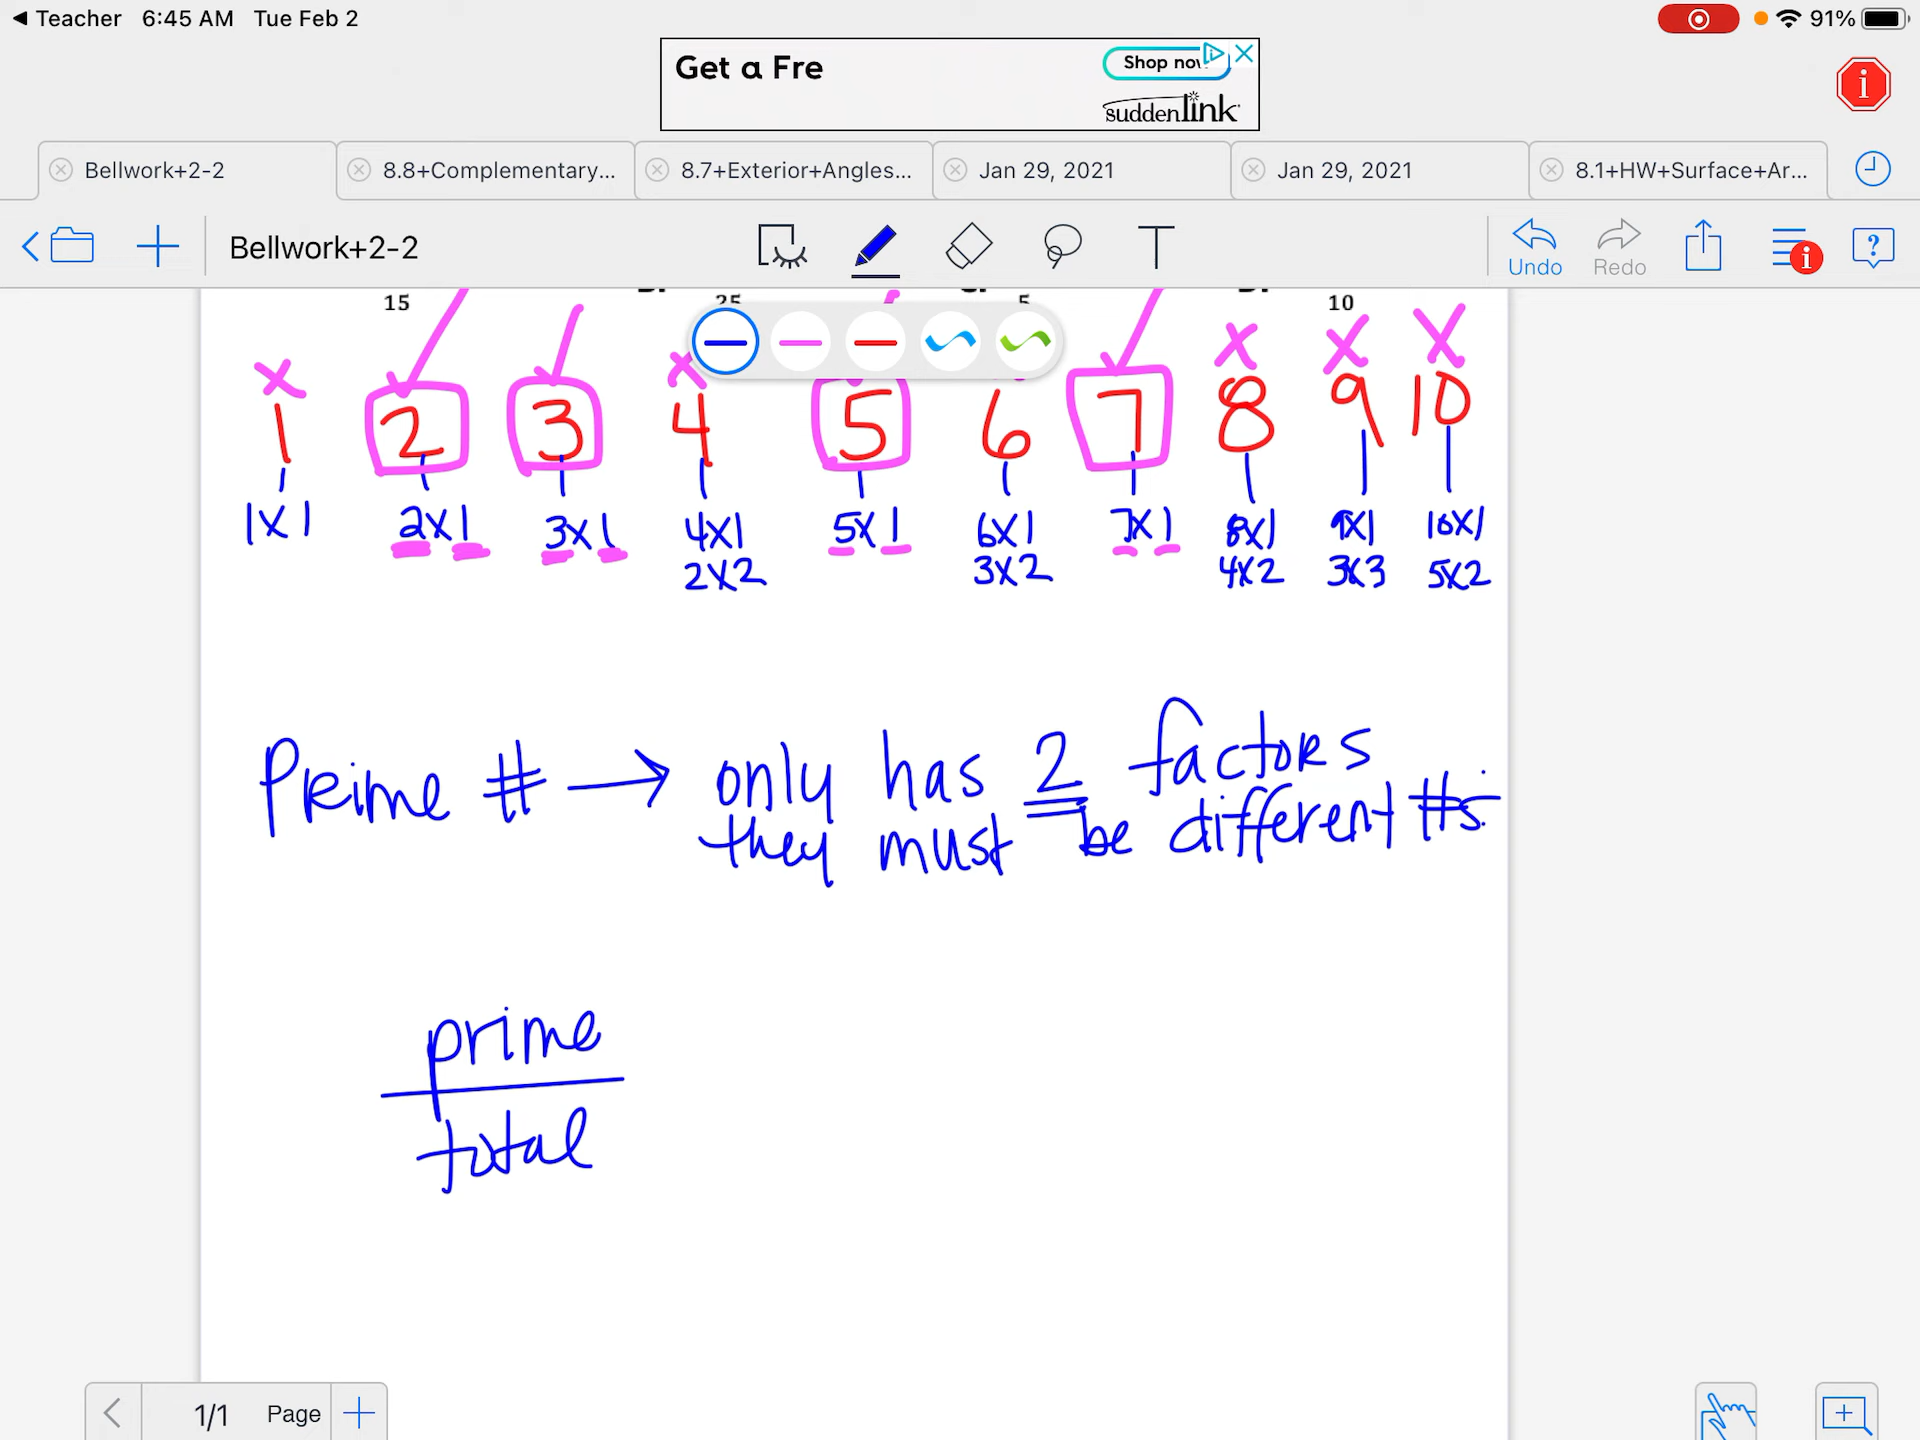 Teacher 6:45 AM Tue Feb 2 91%
Get a Fre
Shop nov
suddenlink
Bellwork+2-2 8.8+Complementary... 8.7+Exterior+Angles... Jan 29, 2021 Jan 29, 2021 8.1+HW+Surface+Ar...
Bellwork+2-2 T Undo Redo
15 25 5 10
X X X X X
1 2 3 4 5 6 7 8 9 10
1X1 2X1 3X1 4X1 5X1 6X1 7X1 8X1 9X1 10X1
2X2 3X2 4X2 3X3 5X2
Prime # → only has 2 factors
they must be different #s.
prime
total
1/1 Page